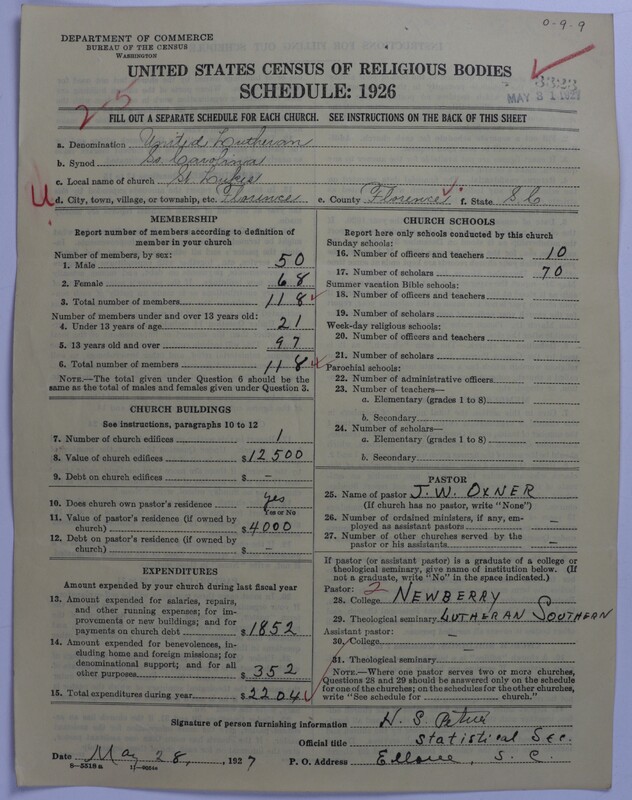 0-9-9
DEPARTMENT OF COMMERCE
BUREAU OF THE CENSUS
WASHINGTON
UNITED STATES CENSUS OF RELIGIOUS BODIES
SCHEDULE: 1926
MAY 31 1927
2-5
FILL OUT A SEPARATE SCHEDULE FOR EACH CHURCH. SEE INSTRUCTIONS ON THE BACK OF THIS SHEET
a. Denomination United Lutheran
b. Synod So. Carolina
c. Local name of church St Lukes
d. City, town, village, or township, etc. Florence e. County Florence f. State S. C
MEMBERSHIP
Report number of members according to definition of
member in your church
Number of members, by sex:
1. Male 50
2. Female 68
3. Total number of members 118
Number of members under and over 13 years old:
4. Under 13 years of age 21
5. 13 years old and over 97
6. Total number of members 118
NOTE.—The total given under Question 6 should be the
same as the total of males and females given under Question 3.
CHURCH BUILDINGS
See instructions, paragraphs 10 to 12
7. Number of church edifices 1
8. Value of church edifices $12500
9. Debt on church edifices $ -
10. Does church own pastor's residence yes
Yes or No
11. Value of pastor's residence (if owned by
church) $4000
12. Debt on pastor's residence (if owned by
church) $ -
EXPENDITURES
Amount expended by your church during last fiscal year
13. Amount expended for salaries, repairs,
and other running expenses; for im-
provements or new buildings; and for
payments on church debt $1852
14. Amount expended for benevolences, in-
cluding home and foreign missions; for
denominational support; and for all
other purposes $352
15. Total expenditures during year $2204
CHURCH SCHOOLS
Report here only schools conducted by this church
Sunday schools:
16. Number of officers and teachers 10
17. Number of scholars 70
Summer vacation Bible schools:
18. Number of officers and teachers
19. Number of scholars
Week-day religious schools:
20. Number of officers and teachers
21. Number of scholars
Parochial schools:
22. Number of administrative officers
23. Number of teachers—
a. Elementary (grades 1 to 8)
b. Secondary
24. Number of scholars—
a. Elementary (grades 1 to 8)
b. Secondary
PASTOR
25. Name of pastor J. W. OXNER
(If church has no pastor, write "None")
26. Number of ordained ministers, if any, em-
ployed as assistant pastors -
27. Number of other churches served by the
pastor or his assistants -
If pastor (or assistant pastor) is a graduate of a college or
theological seminary, give name of institution below. (If
not a graduate, write "No" in the space indicated.)
Pastor: 2
28. College NEWBERRY
29. Theological seminary LUTHERAN SOUTHERN
Assistant pastor:
30. College -
31. Theological seminary -
NOTE.—Where one pastor serves two or more churches,
Questions 28 and 29 should be answered only on the schedule
for one of the churches; on the schedules for the other churches,
write "See schedule for church."
Signature of person furnishing information H. S.
Official title Statistical Sec.
Date May 28, 1927 P. O. Address S. C.